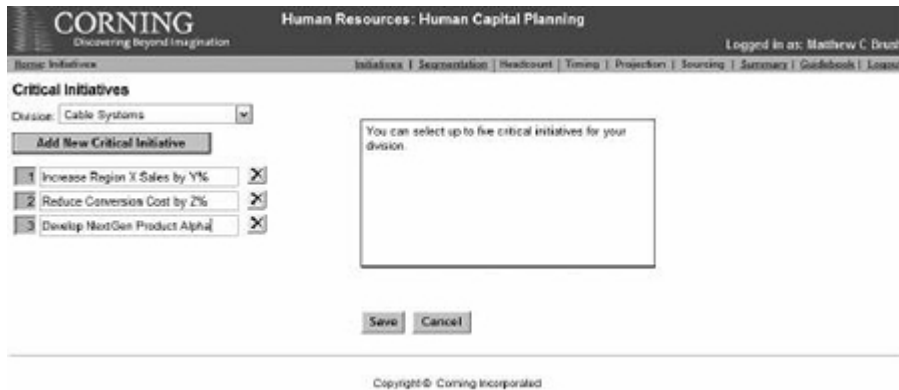 CORNING
Discovering Beyond Imagination
Human Resources: Human Capital Planning
Logged in as: Matthew C Brush
Home: Initiatives
Initiatives | Segmentation | Headcount | Timing | Projection | Sourcing | Summary | Guidebook | Logout
Critical Initiatives
Division: Cable Systems
Add New Critical Initiative
1 Increase Region X Sales by Y%
2 Reduce Conversion Cost by Z%
3 Develop NextGen Product Alpha
You can select up to five critical initiatives for your
division.
Save Cancel
Copyright © Corning Incorporated